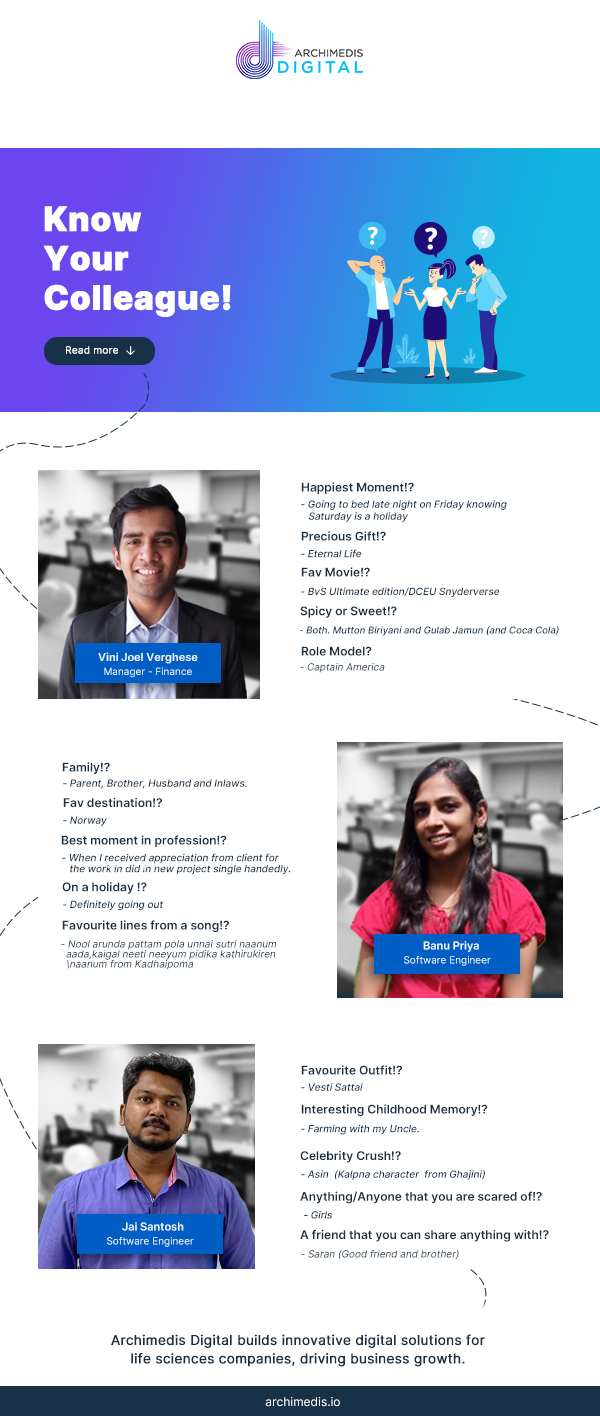 ARCHIMEDIS
DIGITAL
Know
Your
Colleague!
?
?
?
Read more ↓
Happiest Moment!?
- Going to bed late night on Friday knowing
Saturday is a holiday
Precious Gift!?
- Eternal Life
Fav Movie!?
- BvS Ultimate edition/DCEU Snyderverse
Spicy or Sweet!?
- Both. Mutton Biriyani and Gulab Jamun (and Coca Cola)
Role Model?
- Captain America
Vini Joel Verghese
Manager - Finance
Family!?
- Parent, Brother, Husband and Inlaws.
Fav destination!?
- Norway
Best moment in profession!?
- When I received appreciation from client for
the work in did in new project single handedly.
On a holiday !?
- Definitely going out
Favourite lines from a song!?
- Nool arunda pattam pola unnai sutri naanum
aada,kaigal neeti neeyum pidika kathirukiren
\naanum from Kadhaipoma
Banu Priya
Software Engineer
Favourite Outfit!?
- Vesti Sattai
Interesting Childhood Memory!?
- Farming with my Uncle.
Celebrity Crush!?
- Asin (Kalpna character from Ghajini)
Anything/Anyone that you are scared of!?
- Girls
A friend that you can share anything with!?
- Saran (Good friend and brother)
Jai Santosh
Software Engineer
Archimedis Digital builds innovative digital solutions for
life sciences companies, driving business growth.
archimedis.io